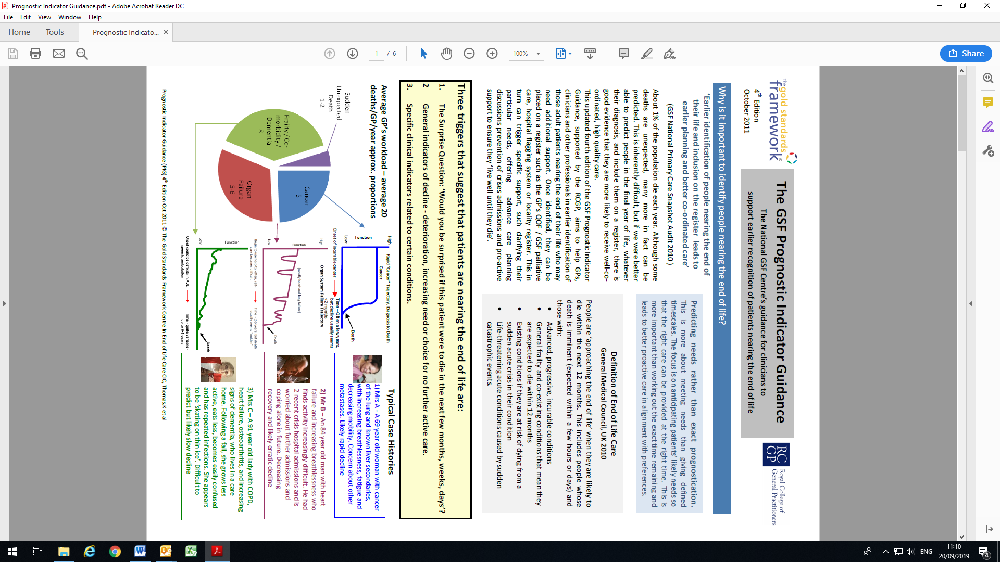 Prognostic Indicator Guidance.pdf - Adobe Acrobat Reader DC
File Edit View Window Help
Home Tools Prognostic Indicato... ×
1 / 6
100%
Share
the gold standards
framework®
4th Edition
October 2011
The GSF Prognostic Indicator Guidance
The National GSF Centre's guidance for clinicians to
support earlier recognition of patients nearing the end of life
RC
GP
Royal College of
General Practitioners
Why is it important to identify people nearing the end of life?
'Earlier identification of people nearing the end of
their life and inclusion on the register leads to
earlier planning and better co-ordinated care'
(GSF National Primary Care Snapshot Audit 2010 )
About 1% of the population die each year. Although some
deaths are unexpected, many more in fact can be
predicted. This is inherently difficult, but if we were better
able to predict people in the final year of life, whatever
their diagnosis, and include them on a register, there is
good evidence that they are more likely to receive well-co-
ordinated, high quality care.
This updated fourth edition of the GSF Prognostic Indicator
Guidance, supported by the RCGP, aims to help GPs,
clinicians and other professionals in earlier identification of
those adult patients nearing the end of their life who may
need additional support. Once identified, they can be
placed on a register such as the GP's QOF / GSF palliative
care, hospital flagging system or locality register. This in
turn can trigger specific support, such clarifying their
particular needs, offering advance care planning
discussions prevention of crises admissions and pro-active
support to ensure they 'live well until they die'.
Predicting needs rather than exact prognostication.
This is more about meeting needs than giving defined
timescales. The focus is on anticipating patients' likely needs so
that the right care can be provided at the right time. This is
more important than working out the exact time remaining and
leads to better proactive care in alignment with preferences.
Definition of End of Life Care
General Medical Council, UK 2010
People are 'approaching the end of life' when they are likely to
die within the next 12 months. This includes people whose
death is imminent (expected within a few hours or days) and
those with:
• Advanced, progressive, incurable conditions
• General frailty and co-existing conditions that mean they
are expected to die within 12 months
• Existing conditions if they are at risk of dying from a
sudden acute crisis in their condition
• Life-threatening acute conditions caused by sudden
catastrophic events.
Three triggers that suggest that patients are nearing the end of life are:
1. The Surprise Question: 'Would you be surprised if this patient were to die in the next few months, weeks, days'?
2 General indicators of decline - deterioration, increasing need or choice for no further active care.
3. Specific clinical indicators related to certain conditions.
Average GP's workload – average 20
deaths/GP/year approx. proportions
Sudden
Unexpected
Death
1-2
Cancer
5
Organ
Failure
5-6
Frailty / Co-
morbidity /
Dementia
8
High
Function
Low
Rapid "Cancer" Trajectory, Diagnosis to Death
Cancer
Death
Onset of incurable cancer
Time – Often a few years,
but decline usually seems
<2 months
Organ System Failure Trajectory
High
Function
Low
(mostly heart and lung failure)
Death
Begin to use hospital often, self-
care becomes difficult
Time - 2-5 years, but death
usually seems "sudden"
Function
Low
Death
Onset could be deficits in ADL,
speech, ambulation
Time - quite variable -
up to 6-8 years
Typical Case Histories
1) Mrs A - A 69 year old woman with cancer
of the lung and known liver secondaries,
with increasing breathlessness, fatigue and
decreasing mobility. Concern about other
metastases. Likely rapid decline
2) Mr B – An 84 year old man with heart
failure and increasing breathlessness who
finds activity increasingly difficult. He had
2 recent crisis hospital admissions and is
worried about further admissions and
coping alone in future. Decreasing
recovery and likely erratic decline
3) Mrs C – A 91 year old lady with COPD,
heart failure, osteoarthritis, and increasing
signs of dementia, who lives in a care
home. Following a fall, she grows less
active, eats less, becomes easily confused
and has repeated infections. She appears
to be 'skating on thin ice'. Difficult to
predict but likely slow decline
Prognostic Indicator Guidance (PIG) 4th Edition Oct 2011 © The Gold Standards Framework Centre In End of Life Care CIC, Thomas.K et al
ENG
11:10
20/09/2019
4